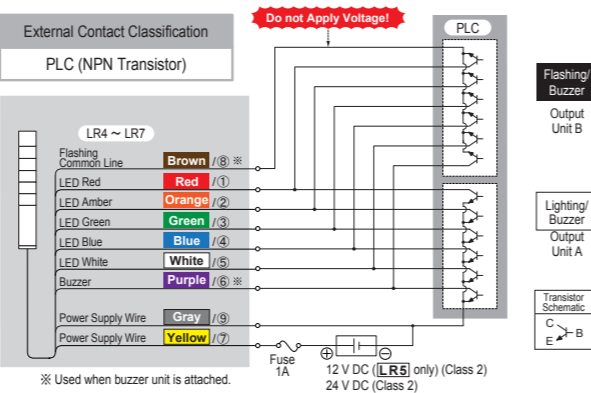 External Contact Classification
PLC (NPN Transistor)
Do not Apply Voltage!
PLC
LR4 ～ LR7
Flashing
Common Line
Brown /⑧ ※
LED Red
Red /①
LED Amber
Orange /②
LED Green
Green /③
LED Blue
Blue /④
LED White
White /⑤
Buzzer
Purple /⑥ ※
Power Supply Wire
Gray /⑨
Power Supply Wire
Yellow /⑦
Fuse
1A
⊕ ⊖
12 V DC (LR5 only) (Class 2)
24 V DC (Class 2)
※ Used when buzzer unit is attached.
Flashing/
Buzzer
Output
Unit B
Lighting/
Buzzer
Output
Unit A
Transistor
Schematic
C
B
E